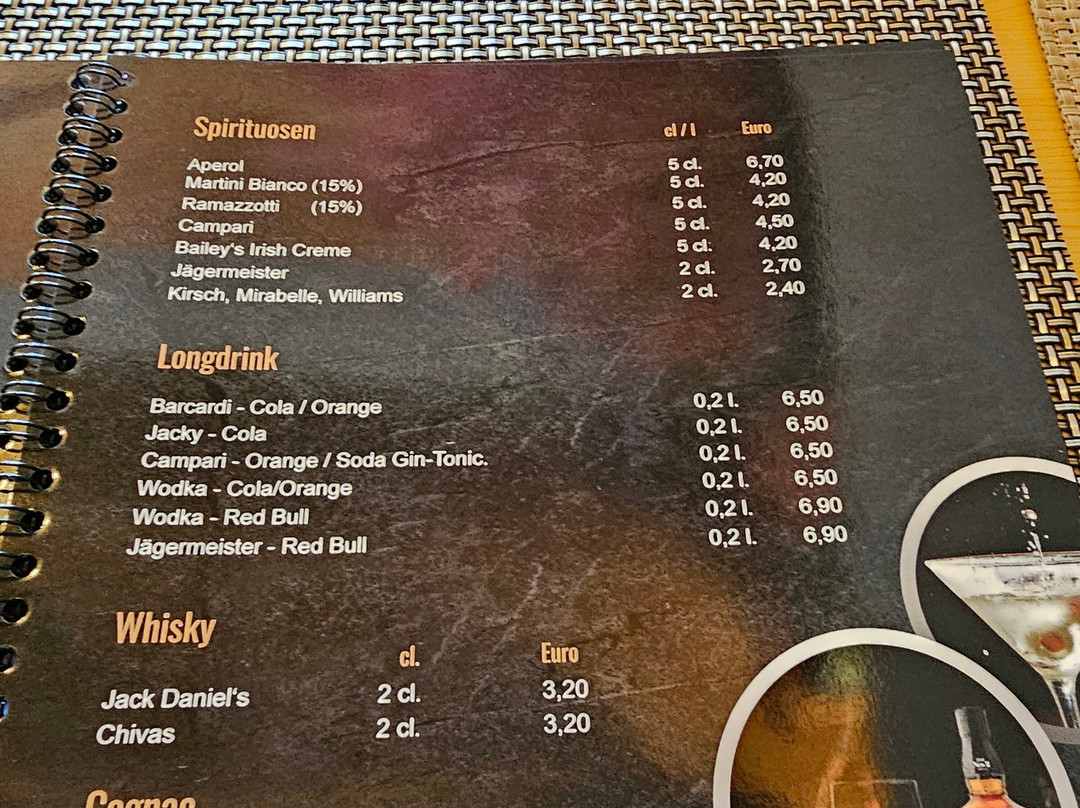 Spirituosen cl / l Euro
Aperol 5 cl. 6,70
Martini Bianco (15%) 5 cl. 4,20
Ramazzotti (15%) 5 cl. 4,20
Campari 5 cl. 4,50
Bailey's Irish Creme 5 cl. 4,20
Jägermeister 2 cl. 2,70
Kirsch, Mirabelle, Williams 2 cl. 2,40
Longdrink
Barcardi - Cola / Orange 0,2 l. 6,50
Jacky - Cola 0,2 l. 6,50
Campari - Orange / Soda Gin-Tonic. 0,2 l. 6,50
Wodka - Cola/Orange 0,2 l. 6,50
Wodka - Red Bull 0,2 l. 6,90
Jägermeister - Red Bull 0,2 l. 6,90
Whisky cl. Euro
Jack Daniel's 2 cl. 3,20
Chivas 2 cl. 3,20
Cognac